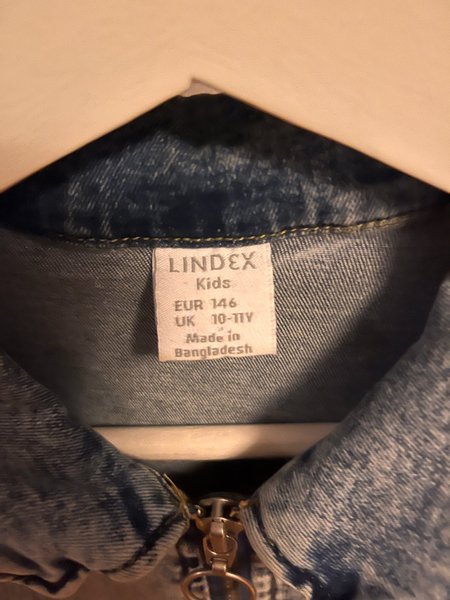 LINDEX
Kids
EUR 146
UK 10-11Y
Made in
Bangladesh